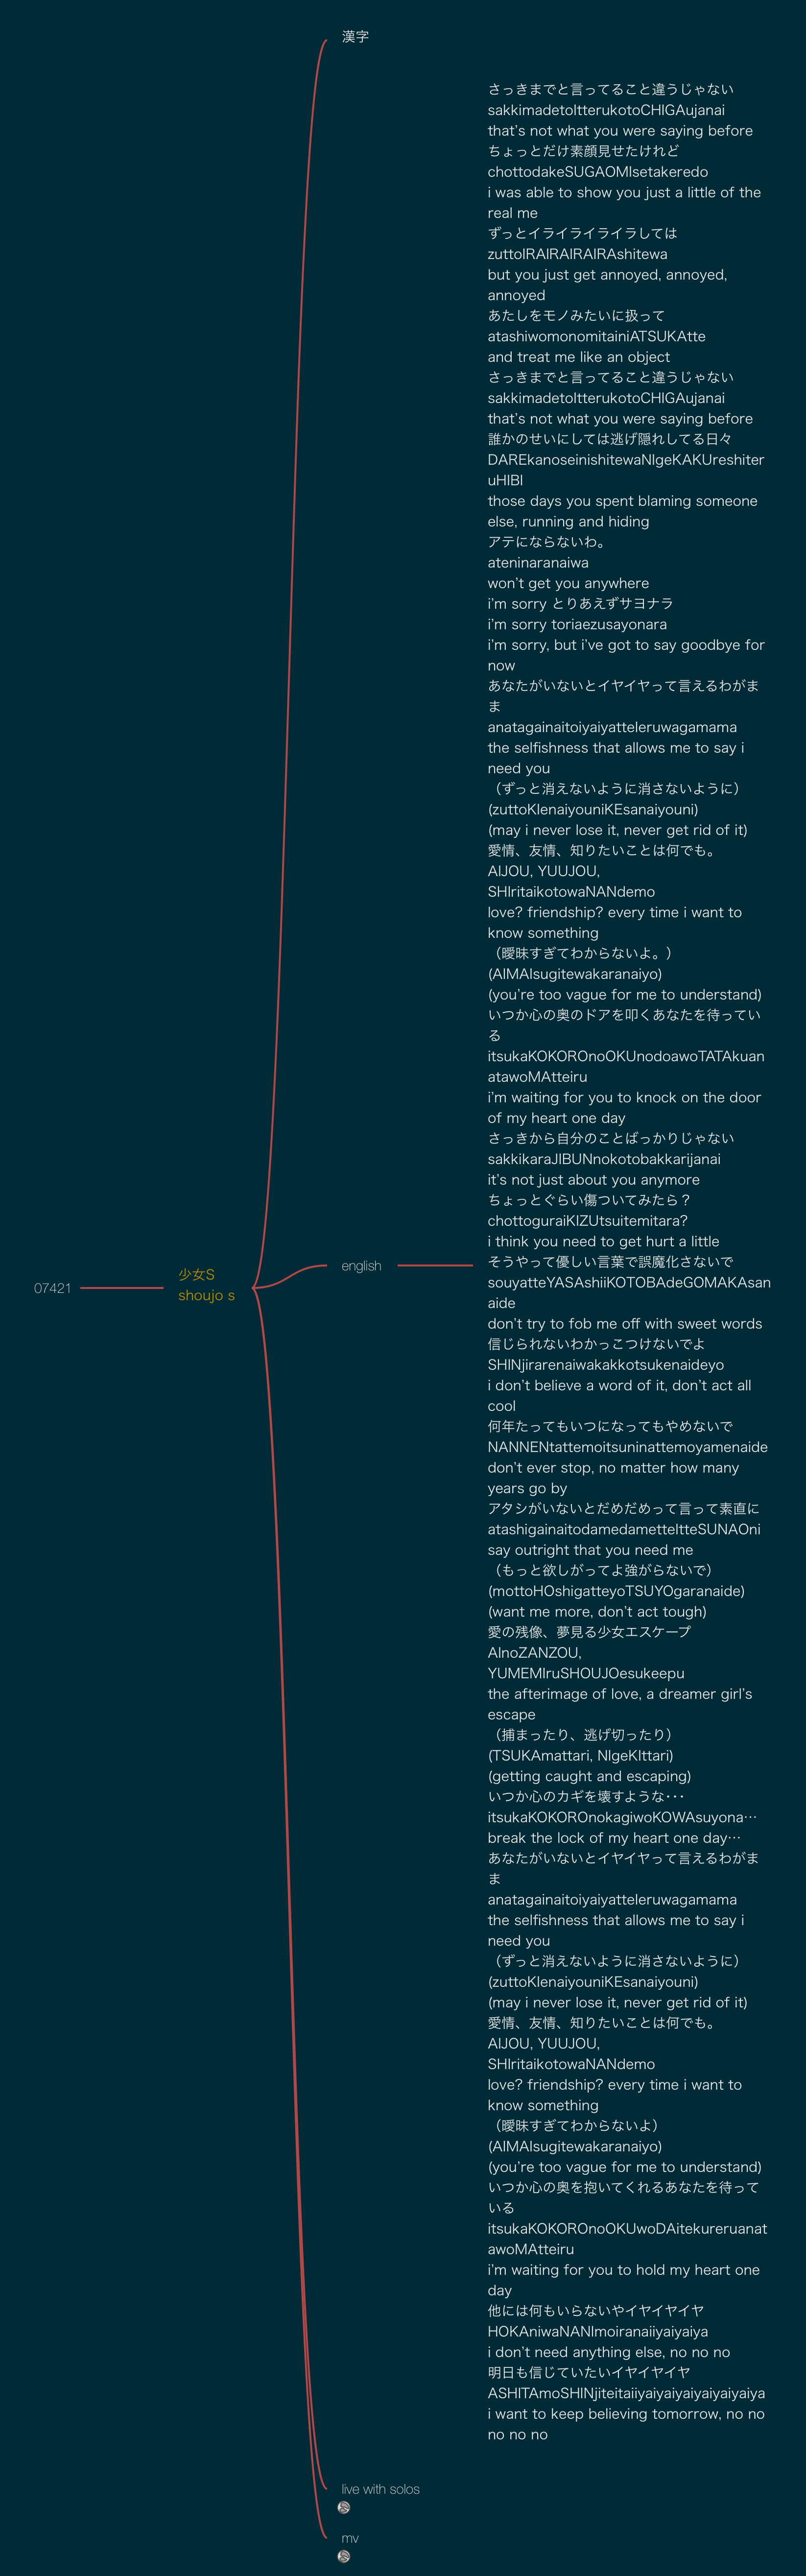 07421
少女S
shoujo s
漢字
english
さっきまでと言ってること違うじゃない
sakkimadetoItterukotoCHIGAujanai
that's not what you were saying before
ちょっとだけ素顔見せたけれど
chottodakeSUGAOMIsetakeredo
i was able to show you just a little of the
real me
ずっとイライライライラしては
zuttoIRAIRAIRAIRAshitewa
but you just get annoyed, annoyed,
annoyed
あたしをモノみたいに扱って
atashiwomonomitainiATSUKAtte
and treat me like an object
さっきまでと言ってること違うじゃない
sakkimadetoItterukotoCHIGAujanai
that's not what you were saying before
誰かのせいにしては逃げ隠れしてる日々
DAREkanoseinishitewaNIgeKAKUreshiter
uHIBI
those days you spent blaming someone
else, running and hiding
アテにならないわ。
ateninaranaiwa
won't get you anywhere
i'm sorry とりあえずサヨナラ
i'm sorry toriaezusayonara
i'm sorry, but i've got to say goodbye for
now
あなたがいないとイヤイヤって言えるわがま
ま
anatagainaitoiyaiyatteIeruwagamama
the selfishness that allows me to say i
need you
（ずっと消えないように消さないように）
(zuttoKIenaiyouniKEsanaiyouni)
(may i never lose it, never get rid of it)
愛情、友情、知りたいことは何でも。
AIJOU, YUUJOU,
SHIritaikotowaNANdemo
love? friendship? every time i want to
know something
（曖昧すぎてわからないよ。）
(AIMAIsugitewakaranaiyo)
(you're too vague for me to understand)
いつか心の奥のドアを叩くあなたを待ってい
る
itsukaKOKOROnoOKUnodoawoTATAkuan
atawoMAtteiru
i'm waiting for you to knock on the door
of my heart one day
さっきから自分のことばっかりじゃない
sakkikaraJIBUNnokotobakkarijanai
it's not just about you anymore
ちょっとぐらい傷ついてみたら？
chottoguraiKIZUtsuitemitara?
i think you need to get hurt a little
そうやって優しい言葉で誤魔化さないで
souyatteYASAshiiKOTOBAdeGOMAKAsan
aide
don't try to fob me off with sweet words
信じられないわかっこつけないでよ
SHINjirarenaiwakakkotsukenaideyo
i don't believe a word of it, don't act all
cool
何年たってもいつになってもやめないで
NANNENtattemoitsuninattemoyamenaide
don't ever stop, no matter how many
years go by
アタシがいないとだめだめって言って素直に
atashigainaitodamedametteItteSUNAOni
say outright that you need me
（もっと欲しがってよ強がらないで）
(mottoHOshigatteyoTSUYOgaranaide)
(want me more, don't act tough)
愛の残像、夢見る少女エスケープ
AInoZANZOU,
YUMEMIruSHOUJOesukeepu
the afterimage of love, a dreamer girl's
escape
（捕まったり、逃げ切ったり）
(TSUKAmattari, NIgeKIttari)
(getting caught and escaping)
いつか心のカギを壊すような･･･
itsukaKOKOROnokagiwoKOWAsuyona…
break the lock of my heart one day…
あなたがいないとイヤイヤって言えるわがま
ま
anatagainaitoiyaiyatteIeruwagamama
the selfishness that allows me to say i
need you
（ずっと消えないように消さないように）
(zuttoKIenaiyouniKEsanaiyouni)
(may i never lose it, never get rid of it)
愛情、友情、知りたいことは何でも。
AIJOU, YUUJOU,
SHIritaikotowaNANdemo
love? friendship? every time i want to
know something
（曖昧すぎてわからないよ）
(AIMAIsugitewakaranaiyo)
(you're too vague for me to understand)
いつか心の奥を抱いてくれるあなたを待って
いる
itsukaKOKOROnoOKUwoDAitekureruanat
awoMAtteiru
i'm waiting for you to hold my heart one
day
他には何もいらないやイヤイヤイヤ
HOKAniwaNANImoiranaiiyaiyaiya
i don't need anything else, no no no
明日も信じていたいイヤイヤイヤ
ASHITAmoSHINjiteitaiiyaiyaiyaiyaiyaiyaiya
i want to keep believing tomorrow, no no
no no no
live with solos
mv